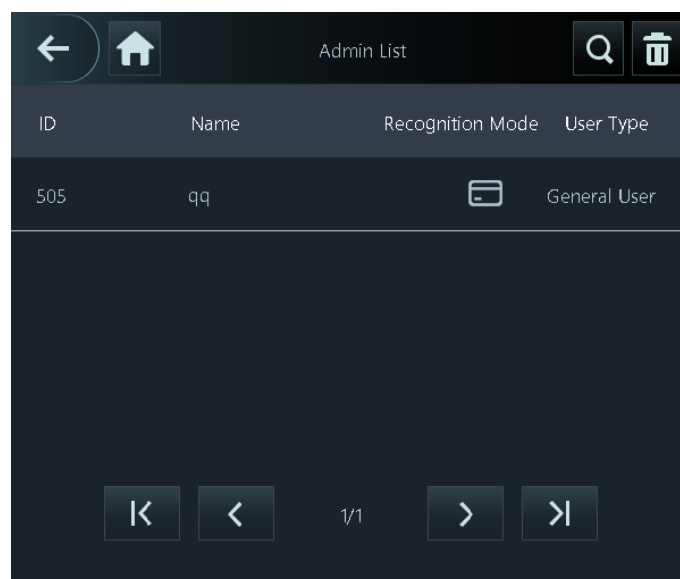 Admin List
ID Name Recognition Mode User Type
505 qq General User
1/1